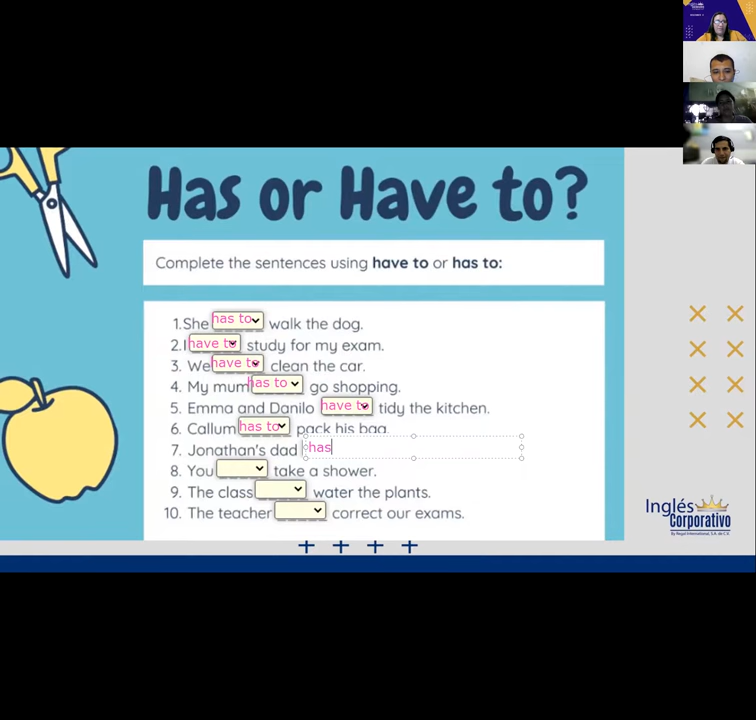 Has or Have to?
Complete the sentences using have to or has to:
1.She has to walk the dog.
2.I have to study for my exam.
3. We have to clean the car.
4. My mum has to go shopping.
5. Emma and Danilo have to tidy the kitchen.
6. Callum has to pack his bag.
7. Jonathan's dad has
8. You take a shower.
9. The class water the plants.
10. The teacher correct our exams.
Inglés
Corporativo
By Regal International, S.A. de C.V.